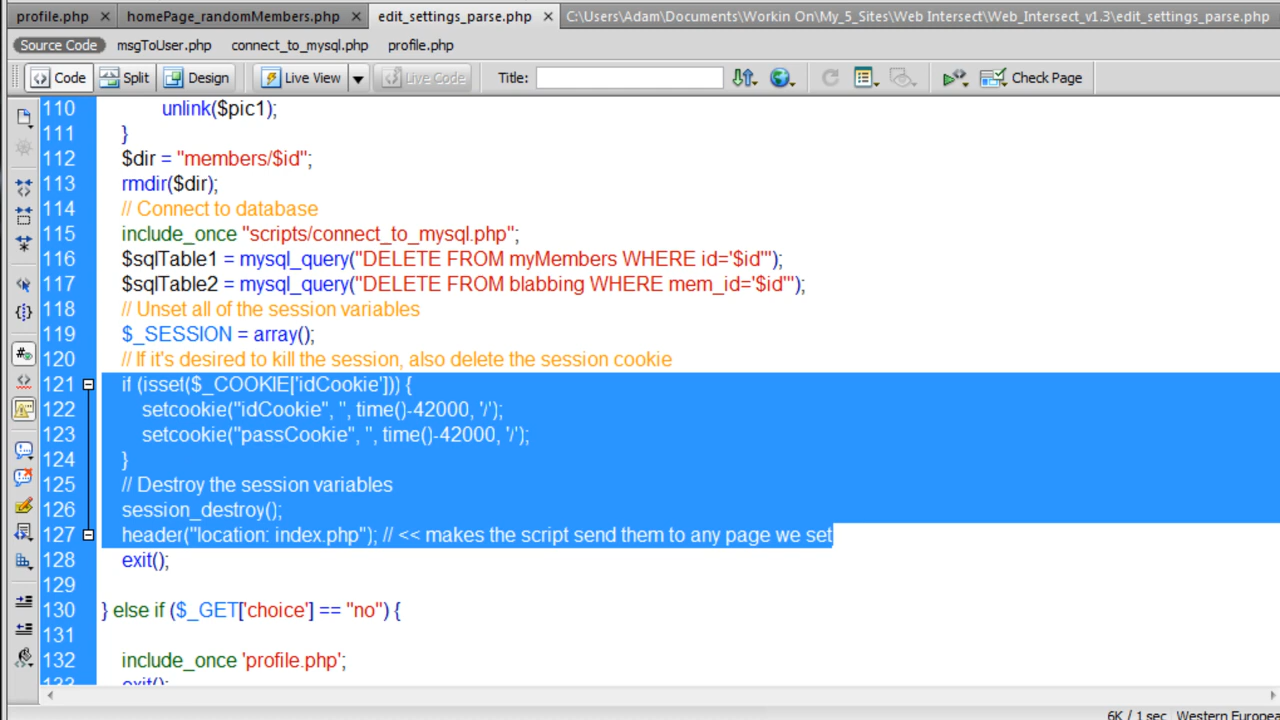 profile.php × homePage_randomMembers.php × edit_settings_parse.php × C:\Users\Adam\Documents\Workin On\My_5_Sites\Web Intersect\Web_Intersect_v1.3\edit_settings_parse.php
Source Code msgToUser.php connect_to_mysql.php profile.php
Code Split Design Live View Live Code Title: Check Page
110 unlink($pic1);
111 }
112 $dir = "members/$id";
113 rmdir($dir);
114 // Connect to database
115 include_once "scripts/connect_to_mysql.php";
116 $sqlTable1 = mysql_query("DELETE FROM myMembers WHERE id='$id'");
117 $sqlTable2 = mysql_query("DELETE FROM blabbing WHERE mem_id='$id'");
118 // Unset all of the session variables
119 $_SESSION = array();
120 // If it's desired to kill the session, also delete the session cookie
121 if (isset($_COOKIE['idCookie'])) {
122 setcookie("idCookie", '', time()-42000, '/');
123 setcookie("passCookie", '', time()-42000, '/');
124 }
125 // Destroy the session variables
126 session_destroy();
127 header("location: index.php"); // << makes the script send them to any page we set
128 exit();
129
130 } else if ($_GET['choice'] == "no") {
131
132 include_once 'profile.php';
133 exit();
6K / 1 sec Western European